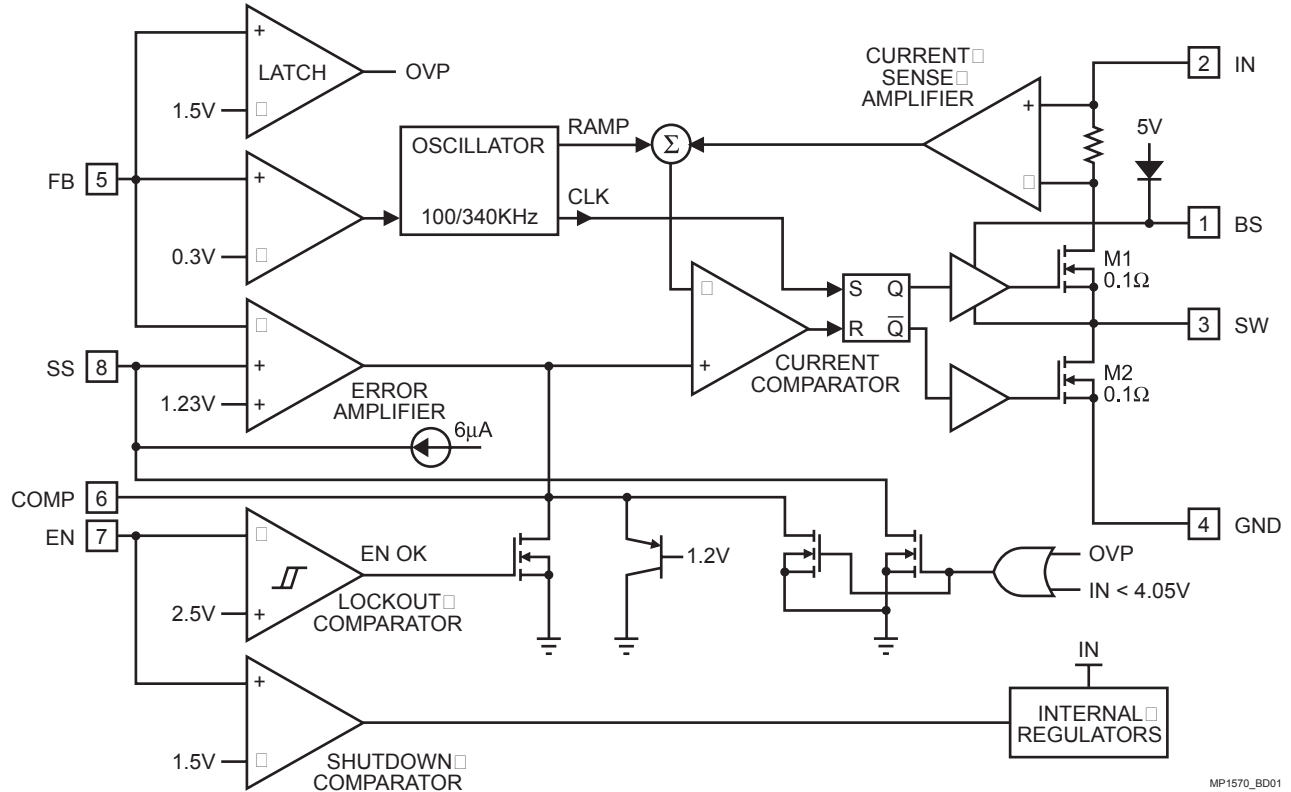 +
LATCH
OVP
1.5V
□
CURRENT□
SENSE□
AMPLIFIER
+
□
2
IN
5V
RAMP
OSCILLATOR
100/340KHz
Σ
CLK
FB
5
+
0.3V
□
1
BS
M1
0.1Ω
□
+
S
Q
R
Q̅
CURRENT
COMPARATOR
3
SW
□
SS
8
+
1.23V
+
ERROR
AMPLIFIER
6μA
M2
0.1Ω
COMP
6
EN
7
□
EN OK
2.5V
+
LOCKOUT□
COMPARATOR
1.2V
4
GND
OVP
IN < 4.05V
+
1.5V
□
SHUTDOWN□
COMPARATOR
IN
INTERNAL□
REGULATORS
MP1570_BD01